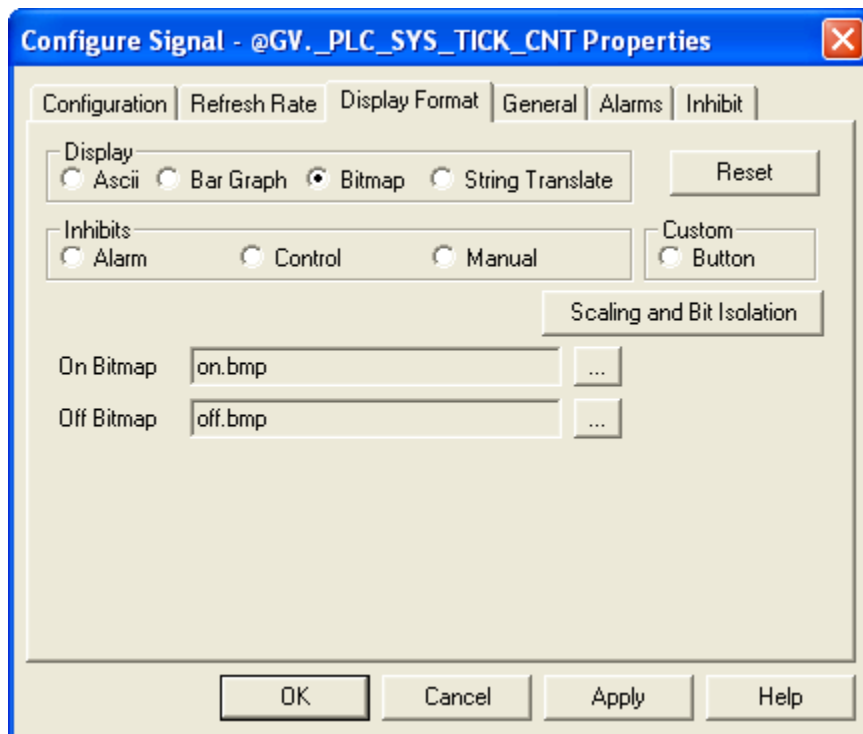 Configure Signal - @GV._PLC_SYS_TICK_CNT Properties
Configuration Refresh Rate Display Format General Alarms Inhibit
Display
Ascii Bar Graph Bitmap String Translate Reset
Inhibits Custom
Alarm Control Manual Button
Scaling and Bit Isolation
On Bitmap on.bmp ...
Off Bitmap off.bmp ...
OK Cancel Apply Help